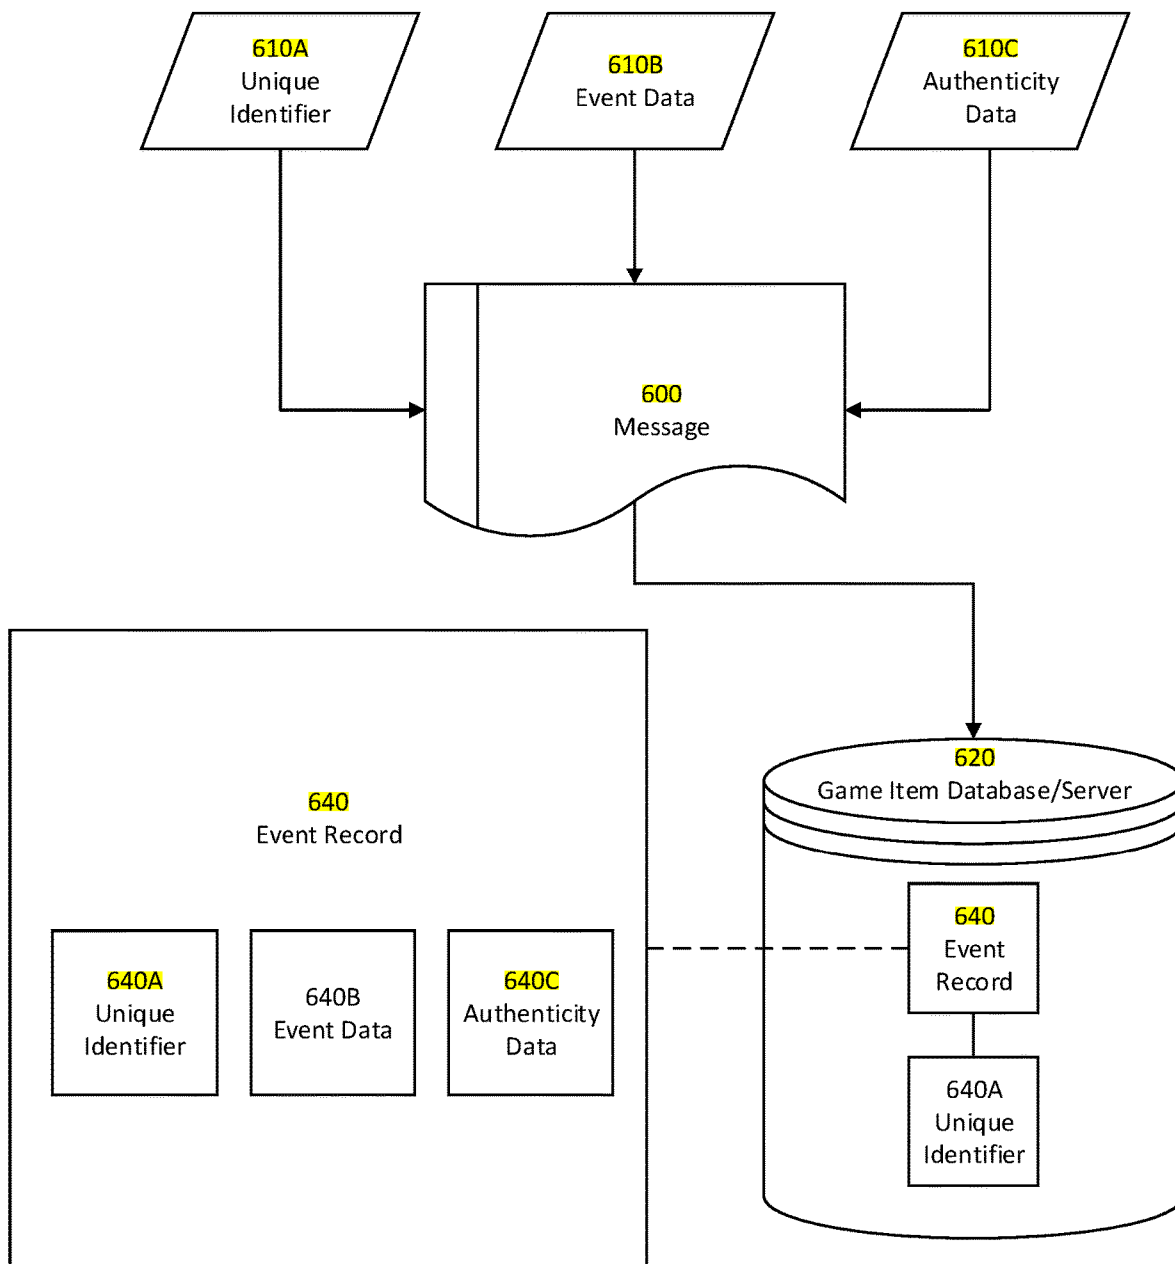 610A
Unique
Identifier
610B
Event Data
610C
Authenticity
Data
600
Message
620
Game Item Database/Server
640
Event Record
640A
Unique
Identifier
640B
Event Data
640C
Authenticity
Data
640
Event
Record
640A
Unique
Identifier